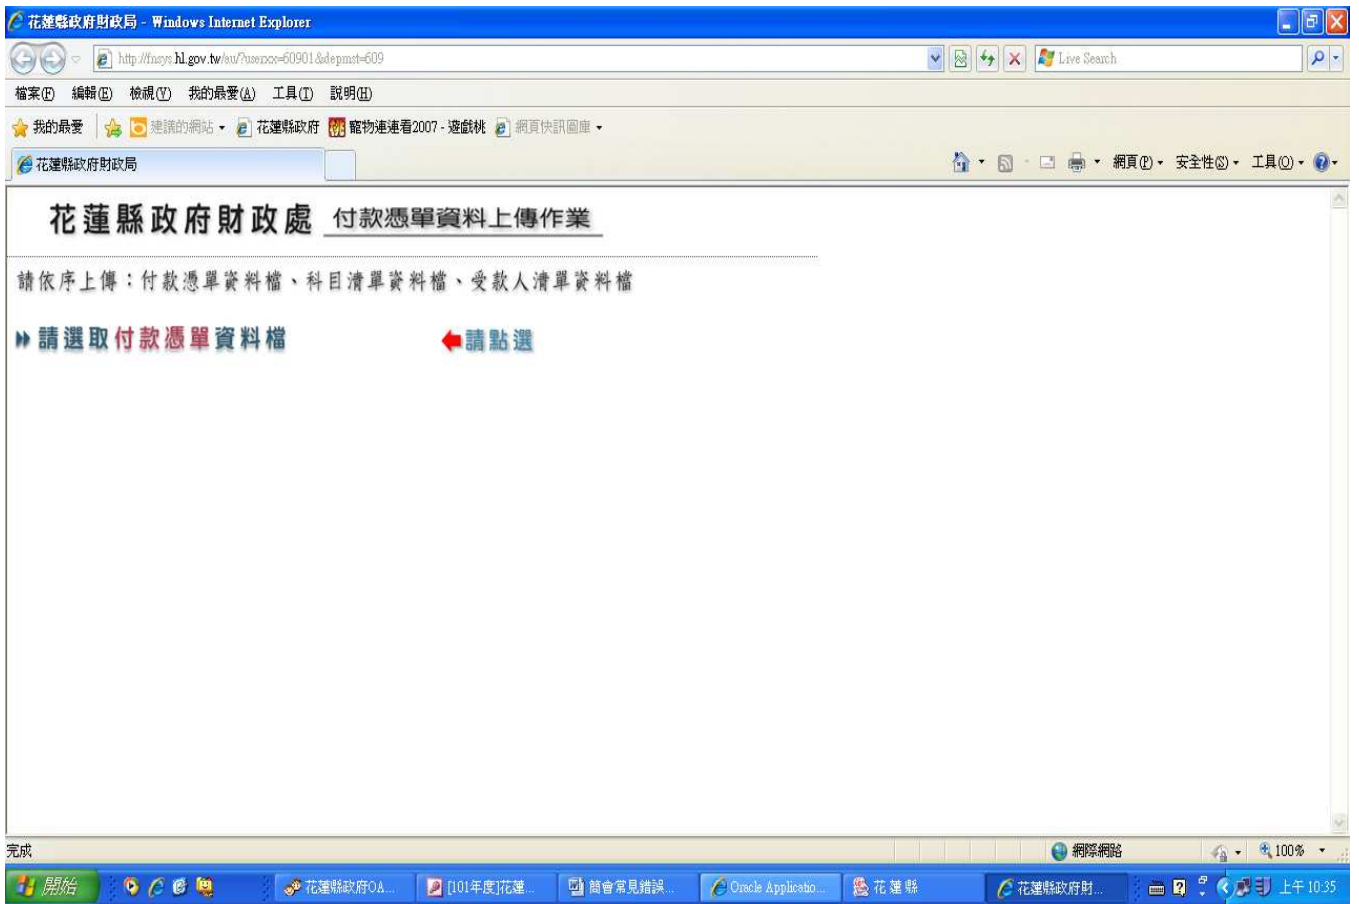 花蓮縣政府財政局 - Windows Internet Explorer
hl.gov.tw
Live Search
檔案(F) 編輯(E) 檢視(V) 我的最愛(A) 工具(T) 說明(H)
我的最愛 建議的網站 花蓮縣政府 寵物連連看2007 - 遊戲桃 網頁快訊圖庫
花蓮縣政府財政局
網頁(P) 安全性(S) 工具(O)
花蓮縣政府財政處 付款憑單資料上傳作業
請依序上傳：付款憑單資料檔、科目清單資料檔、受款人清單資料檔
請選取付款憑單資料檔 請點選
完成 網際網路 100%
開始 花蓮縣政府OA... [101年度]花蓮... 簡會常見錯誤... Oracle Applicatio... 花蓮縣 花蓮縣政府財... 上午 10:35